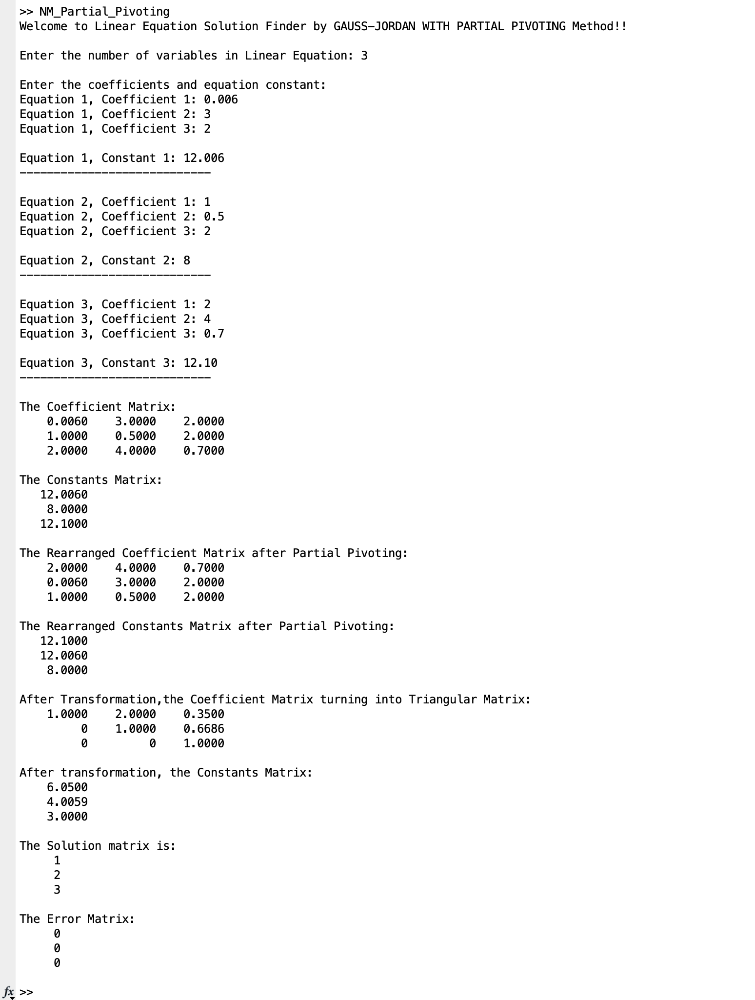 >> NM_Partial_Pivoting
Welcome to Linear Equation Solution Finder by GAUSS-JORDAN WITH PARTIAL PIVOTING Method!!
Enter the number of variables in Linear Equation: 3
Enter the coefficients and equation constant:
Equation 1, Coefficient 1: 0.006
Equation 1, Coefficient 2: 3
Equation 1, Coefficient 3: 2
Equation 1, Constant 1: 12.006
----------------------------
Equation 2, Coefficient 1: 1
Equation 2, Coefficient 2: 0.5
Equation 2, Coefficient 3: 2
Equation 2, Constant 2: 8
----------------------------
Equation 3, Coefficient 1: 2
Equation 3, Coefficient 2: 4
Equation 3, Coefficient 3: 0.7
Equation 3, Constant 3: 12.10
----------------------------
The Coefficient Matrix:
0.0060 3.0000 2.0000
1.0000 0.5000 2.0000
2.0000 4.0000 0.7000
The Constants Matrix:
12.0060
8.0000
12.1000
The Rearranged Coefficient Matrix after Partial Pivoting:
2.0000 4.0000 0.7000
0.0060 3.0000 2.0000
1.0000 0.5000 2.0000
The Rearranged Constants Matrix after Partial Pivoting:
12.1000
12.0060
8.0000
After Transformation,the Coefficient Matrix turning into Triangular Matrix:
1.0000 2.0000 0.3500
0 1.0000 0.6686
0 0 1.0000
After transformation, the Constants Matrix:
6.0500
4.0059
3.0000
The Solution matrix is:
1
2
3
The Error Matrix:
0
0
0
fx >>